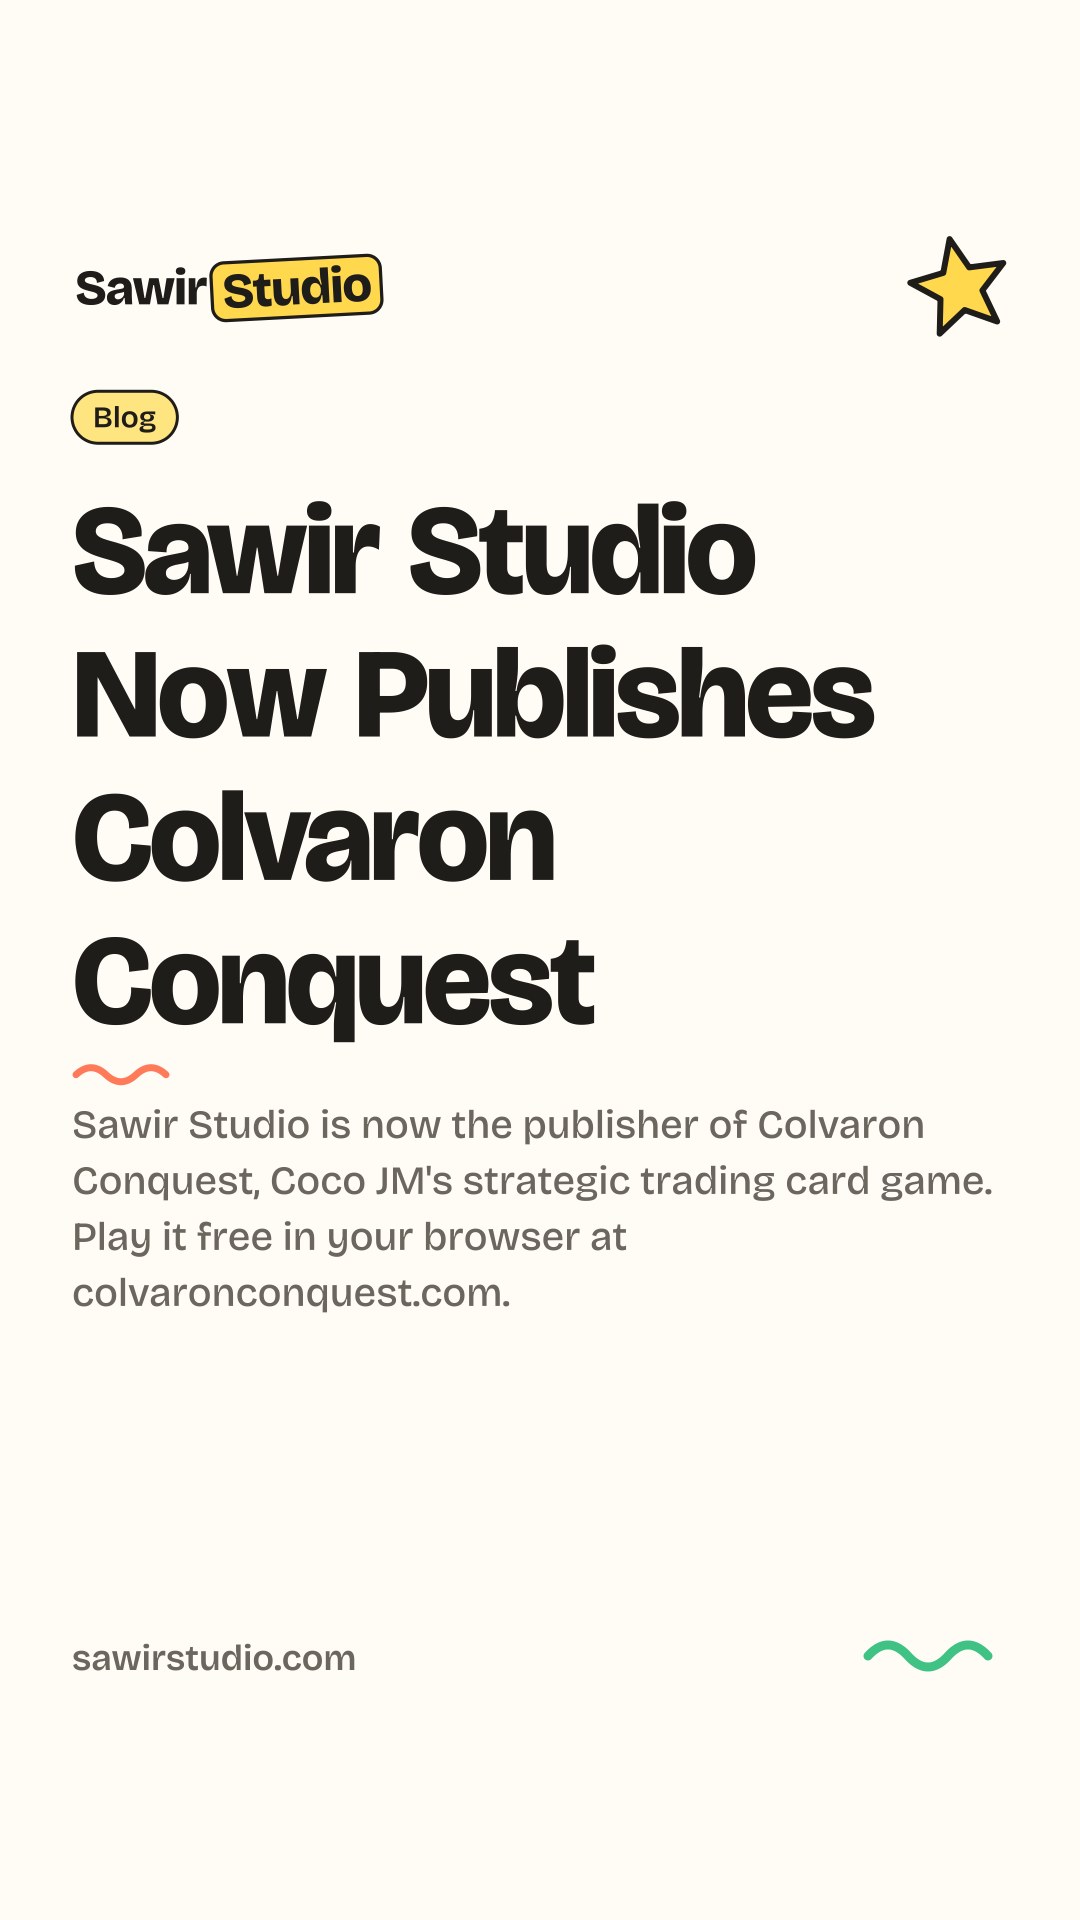 Sawir Studio
Blog
Sawir Studio
Now Publishes
Colvaron
Conquest
Sawir Studio is now the publisher of Colvaron
Conquest, Coco JM's strategic trading card game.
Play it free in your browser at
colvaronconquest.com.
sawirstudio.com